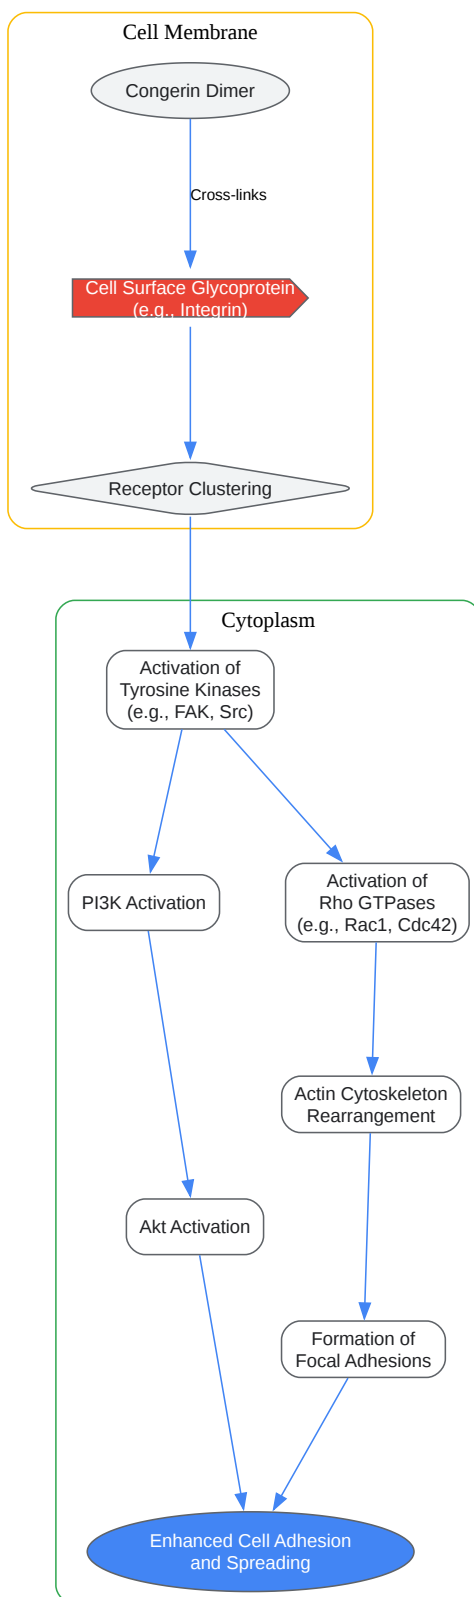 Cell Membrane
Congerin Dimer
Cross-links
Cell Surface Glycoprotein
(e.g., Integrin)
Receptor Clustering
Cytoplasm
Activation of
Tyrosine Kinases
(e.g., FAK, Src)
PI3K Activation
Activation of
Rho GTPases
(e.g., Rac1, Cdc42)
Actin Cytoskeleton
Rearrangement
Akt Activation
Formation of
Focal Adhesions
Enhanced Cell Adhesion
and Spreading